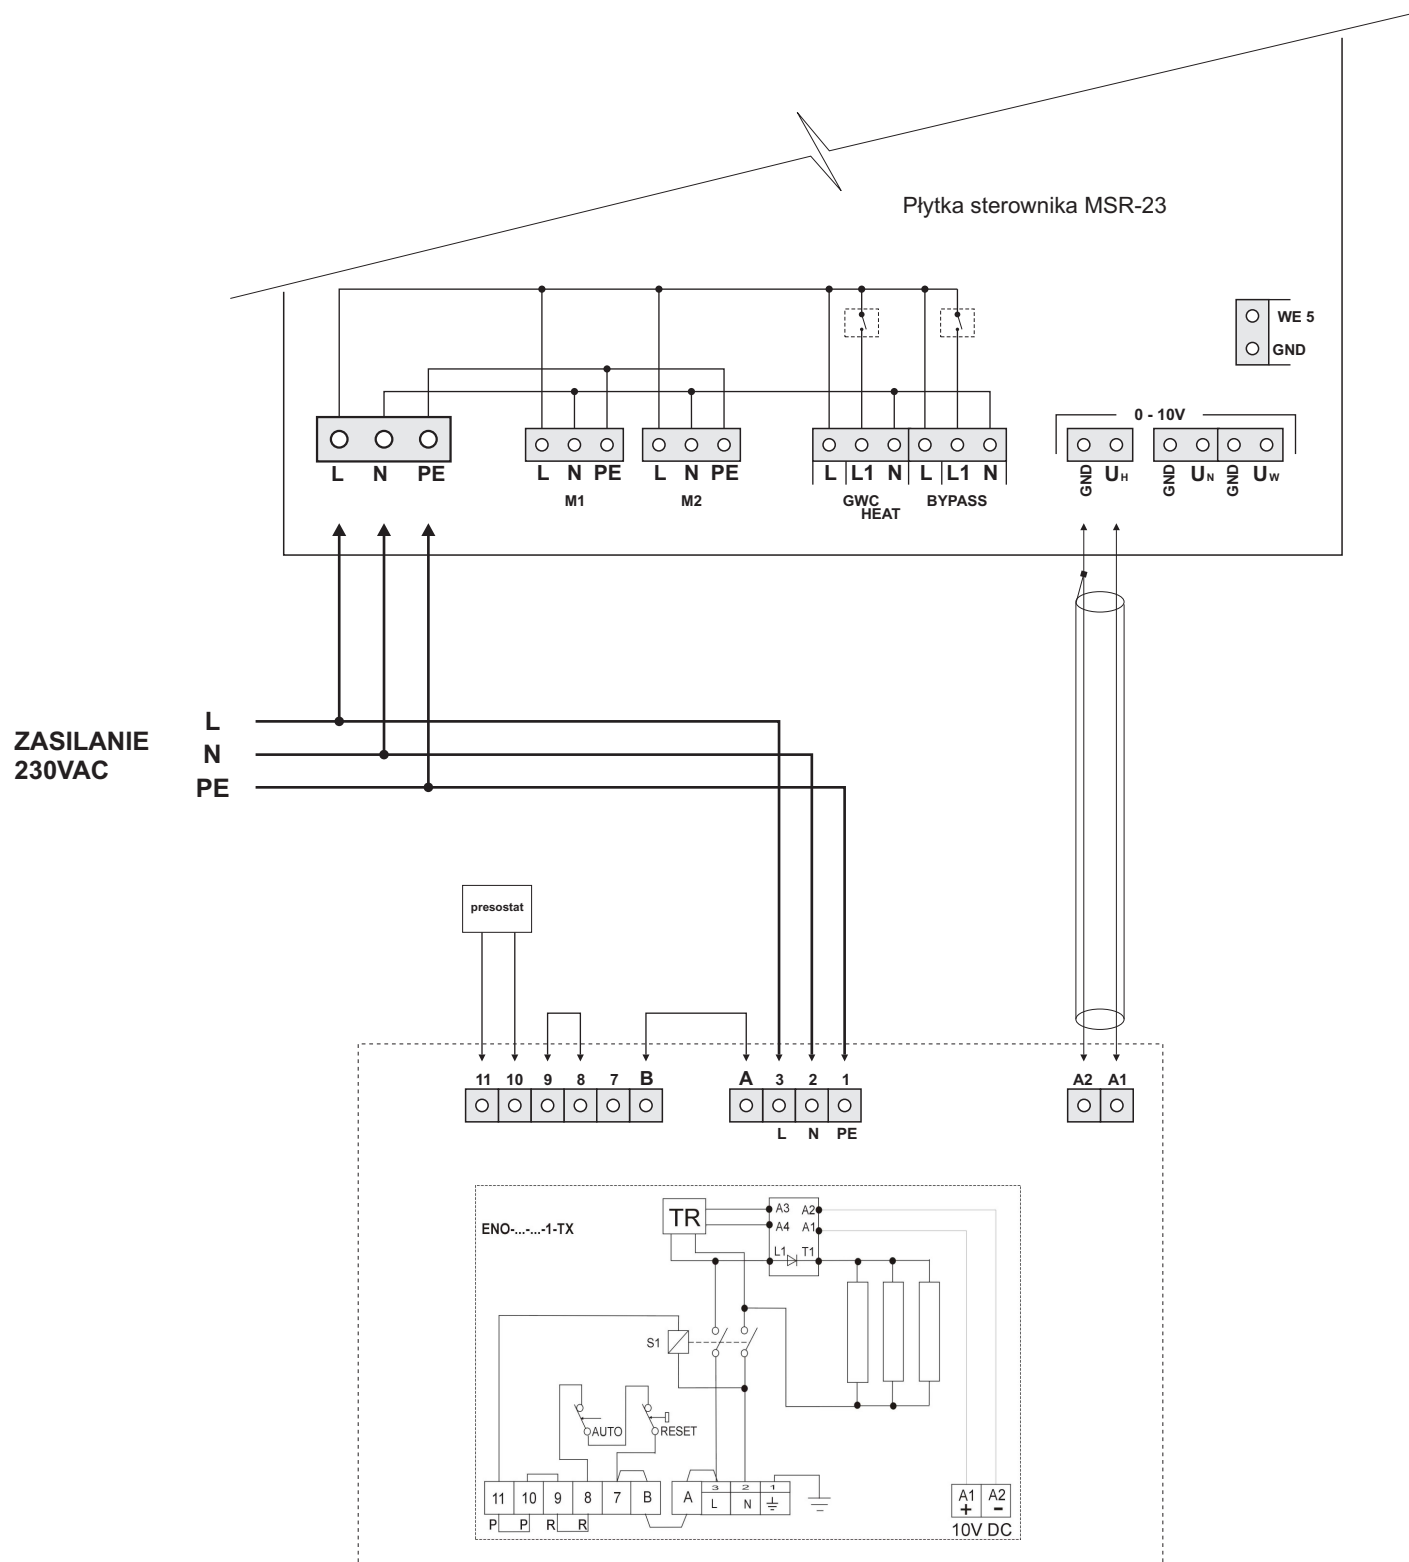 Płytka sterownika MSR-23
WE 5
GND
0 - 10V
L N PE
L N PE
M1
L N PE
M2
L L1 N L L1 N
GWC
HEAT
BYPASS
GND UH
GND UN
GND UW
ZASILANIE
230VAC
L
N
PE
presostat
11 10 9 8 7 B
A 3 2 1
L N PE
A2 A1
ENO-...-...-1-TX
TR
A3 A2
A4 A1
L1 T1
S1
AUTO
RESET
11 10 9 8 7 B
P P R R
A
3 2 1
L N
A1 A2
+ -
10V DC